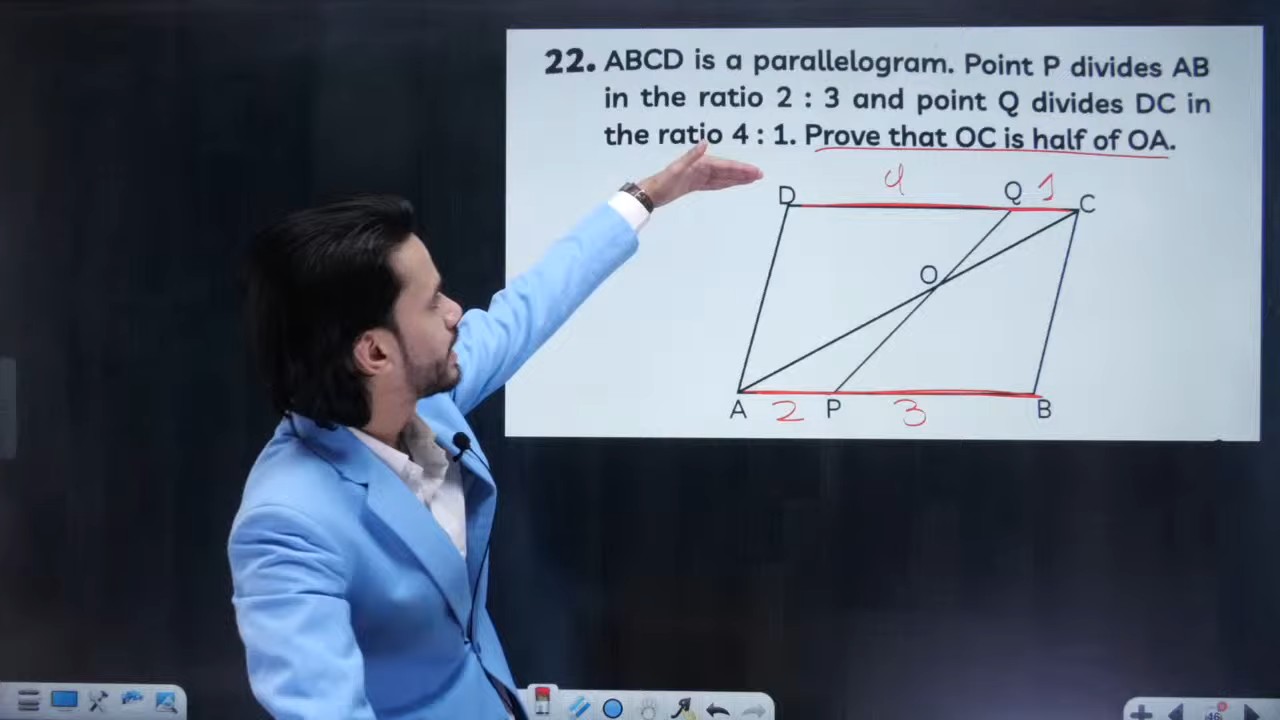 22. ABCD is a parallelogram. Point P divides AB
in the ratio 2 : 3 and point Q divides DC in
the ratio 4 : 1. Prove that OC is half of OA.
4
1
D
Q
C
O
A
P
B
2
3
46